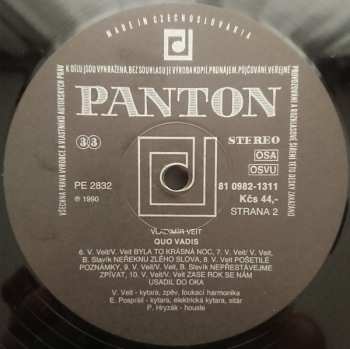 MADE IN CZECHOSLOVAKIA
K DÍLU JSOU VYHRAŽENA, BEZ SOUHLASU JE VÝROBA KOPIÍ, PRONÁJEM, PŮJČOVÁNÍ VEŘEJNÉ
VŠECHNA PRÁVA VÝROBCE A VLASTNÍKŮ AUTORSKÝCH PRÁV
PROVOZOVÁNÍ A ROZHLASOVÉ ŠÍŘENÍ TÉTO DESKY ZAKÁZÁNO
PANTON
33
STEREO
OSA
OSVU
PE 2832
81 0982-1311
℗ 1990
Kčs 44,-
STRANA 2
VLADIMÍR VEIT
QUO VADIS
6. V. Veit/V. Veit BYLA TO KRÁSNÁ NOC, 7. V. Veit/ V. Veit,
B. Slavík NEŘEKNU ZLÉHO SLOVA, 8. V. Veit POŠETILÉ
POZNÁMKY, 9. V. Veit/V. Veit, B. Slavík NEPŘESTÁVEJME
ZPÍVAT, 10. V. Veit/V. Veit ZASE ROK SE NÁM
USADIL DO OKA
V. Veit - kytara, zpěv, foukací harmonika
E. Pospíšil - kytara, elektrická kytara, sitár
P. Hryzák - housle